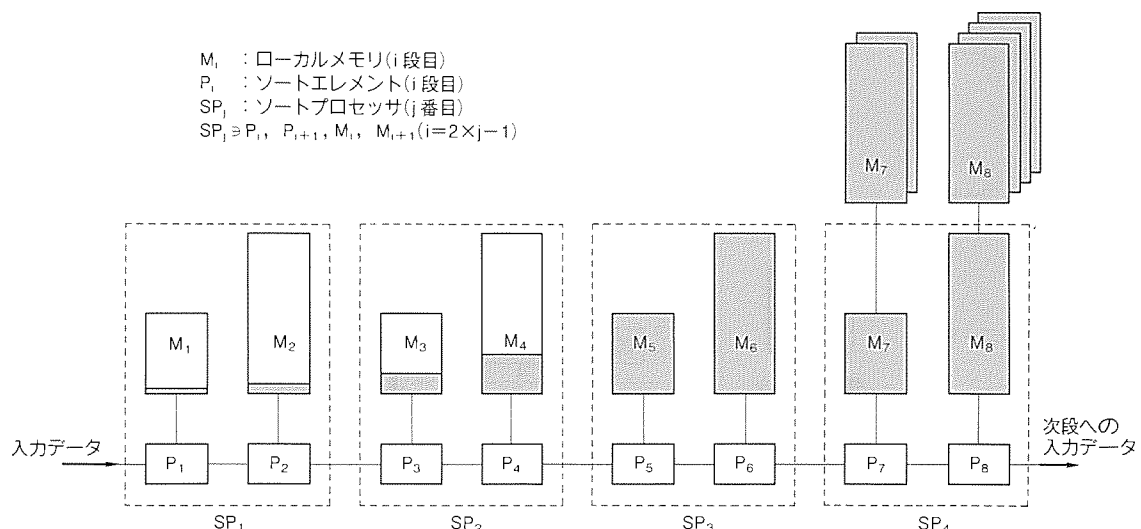 Mᵢ : ローカルメモリ(i 段目)
Pᵢ : ソートエレメント(i 段目)
SPⱼ : ソートプロセッサ(j 番目)
SPⱼ∋Pᵢ, Pᵢ₊₁, Mᵢ, Mᵢ₊₁(i=2×j−1)
M₇
M₈
M₁
M₂
M₃
M₄
M₅
M₆
M₇
M₈
入力データ
P₁
P₂
P₃
P₄
P₅
P₆
P₇
P₈
次段への
入力データ
SP₁
SP₂
SP₃
SP₄